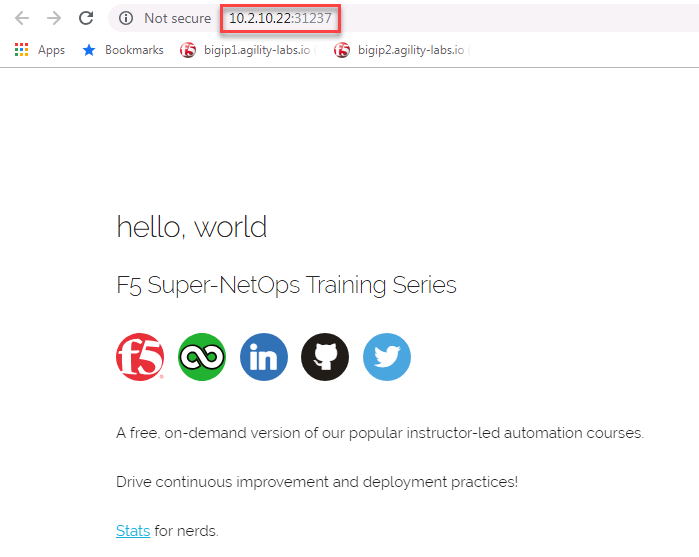 Not secure 10.2.10.22:31237
Apps Bookmarks bigip1.agility-labs.io bigip2.agility-labs.io
hello, world
F5 Super-NetOps Training Series
f5 in
A free, on-demand version of our popular instructor-led automation courses.
Drive continuous improvement and deployment practices!
Stats for nerds.